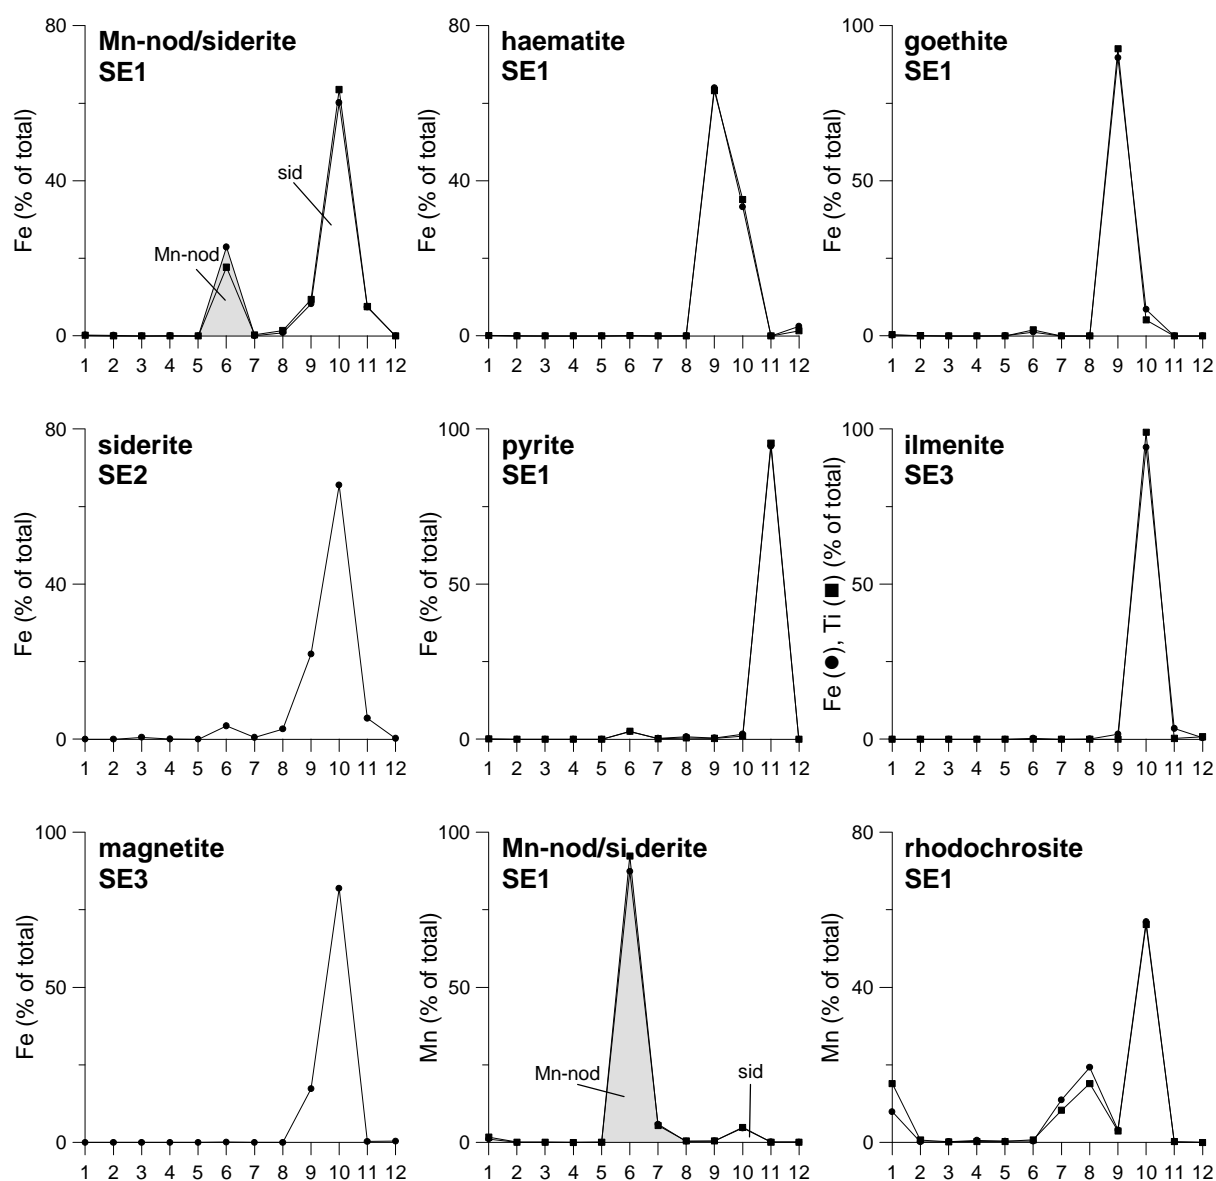 Mn-nod/siderite
SE1
Fe (% of total)
80
40
0
sid
Mn-nod
1 2 3 4 5 6 7 8 9 10 11 12
haematite
SE1
Fe (% of total)
80
40
0
1 2 3 4 5 6 7 8 9 10 11 12
goethite
SE1
Fe (% of total)
100
50
0
1 2 3 4 5 6 7 8 9 10 11 12
siderite
SE2
Fe (% of total)
80
40
0
1 2 3 4 5 6 7 8 9 10 11 12
pyrite
SE1
Fe (% of total)
100
50
0
1 2 3 4 5 6 7 8 9 10 11 12
ilmenite
SE3
Fe (●), Ti (■) (% of total)
100
50
0
1 2 3 4 5 6 7 8 9 10 11 12
magnetite
SE3
Fe (% of total)
100
50
0
1 2 3 4 5 6 7 8 9 10 11 12
Mn-nod/si derite
SE1
Mn (% of total)
100
50
0
Mn-nod
sid
1 2 3 4 5 6 7 8 9 10 11 12
rhodochrosite
SE1
Mn (% of total)
80
40
0
1 2 3 4 5 6 7 8 9 10 11 12